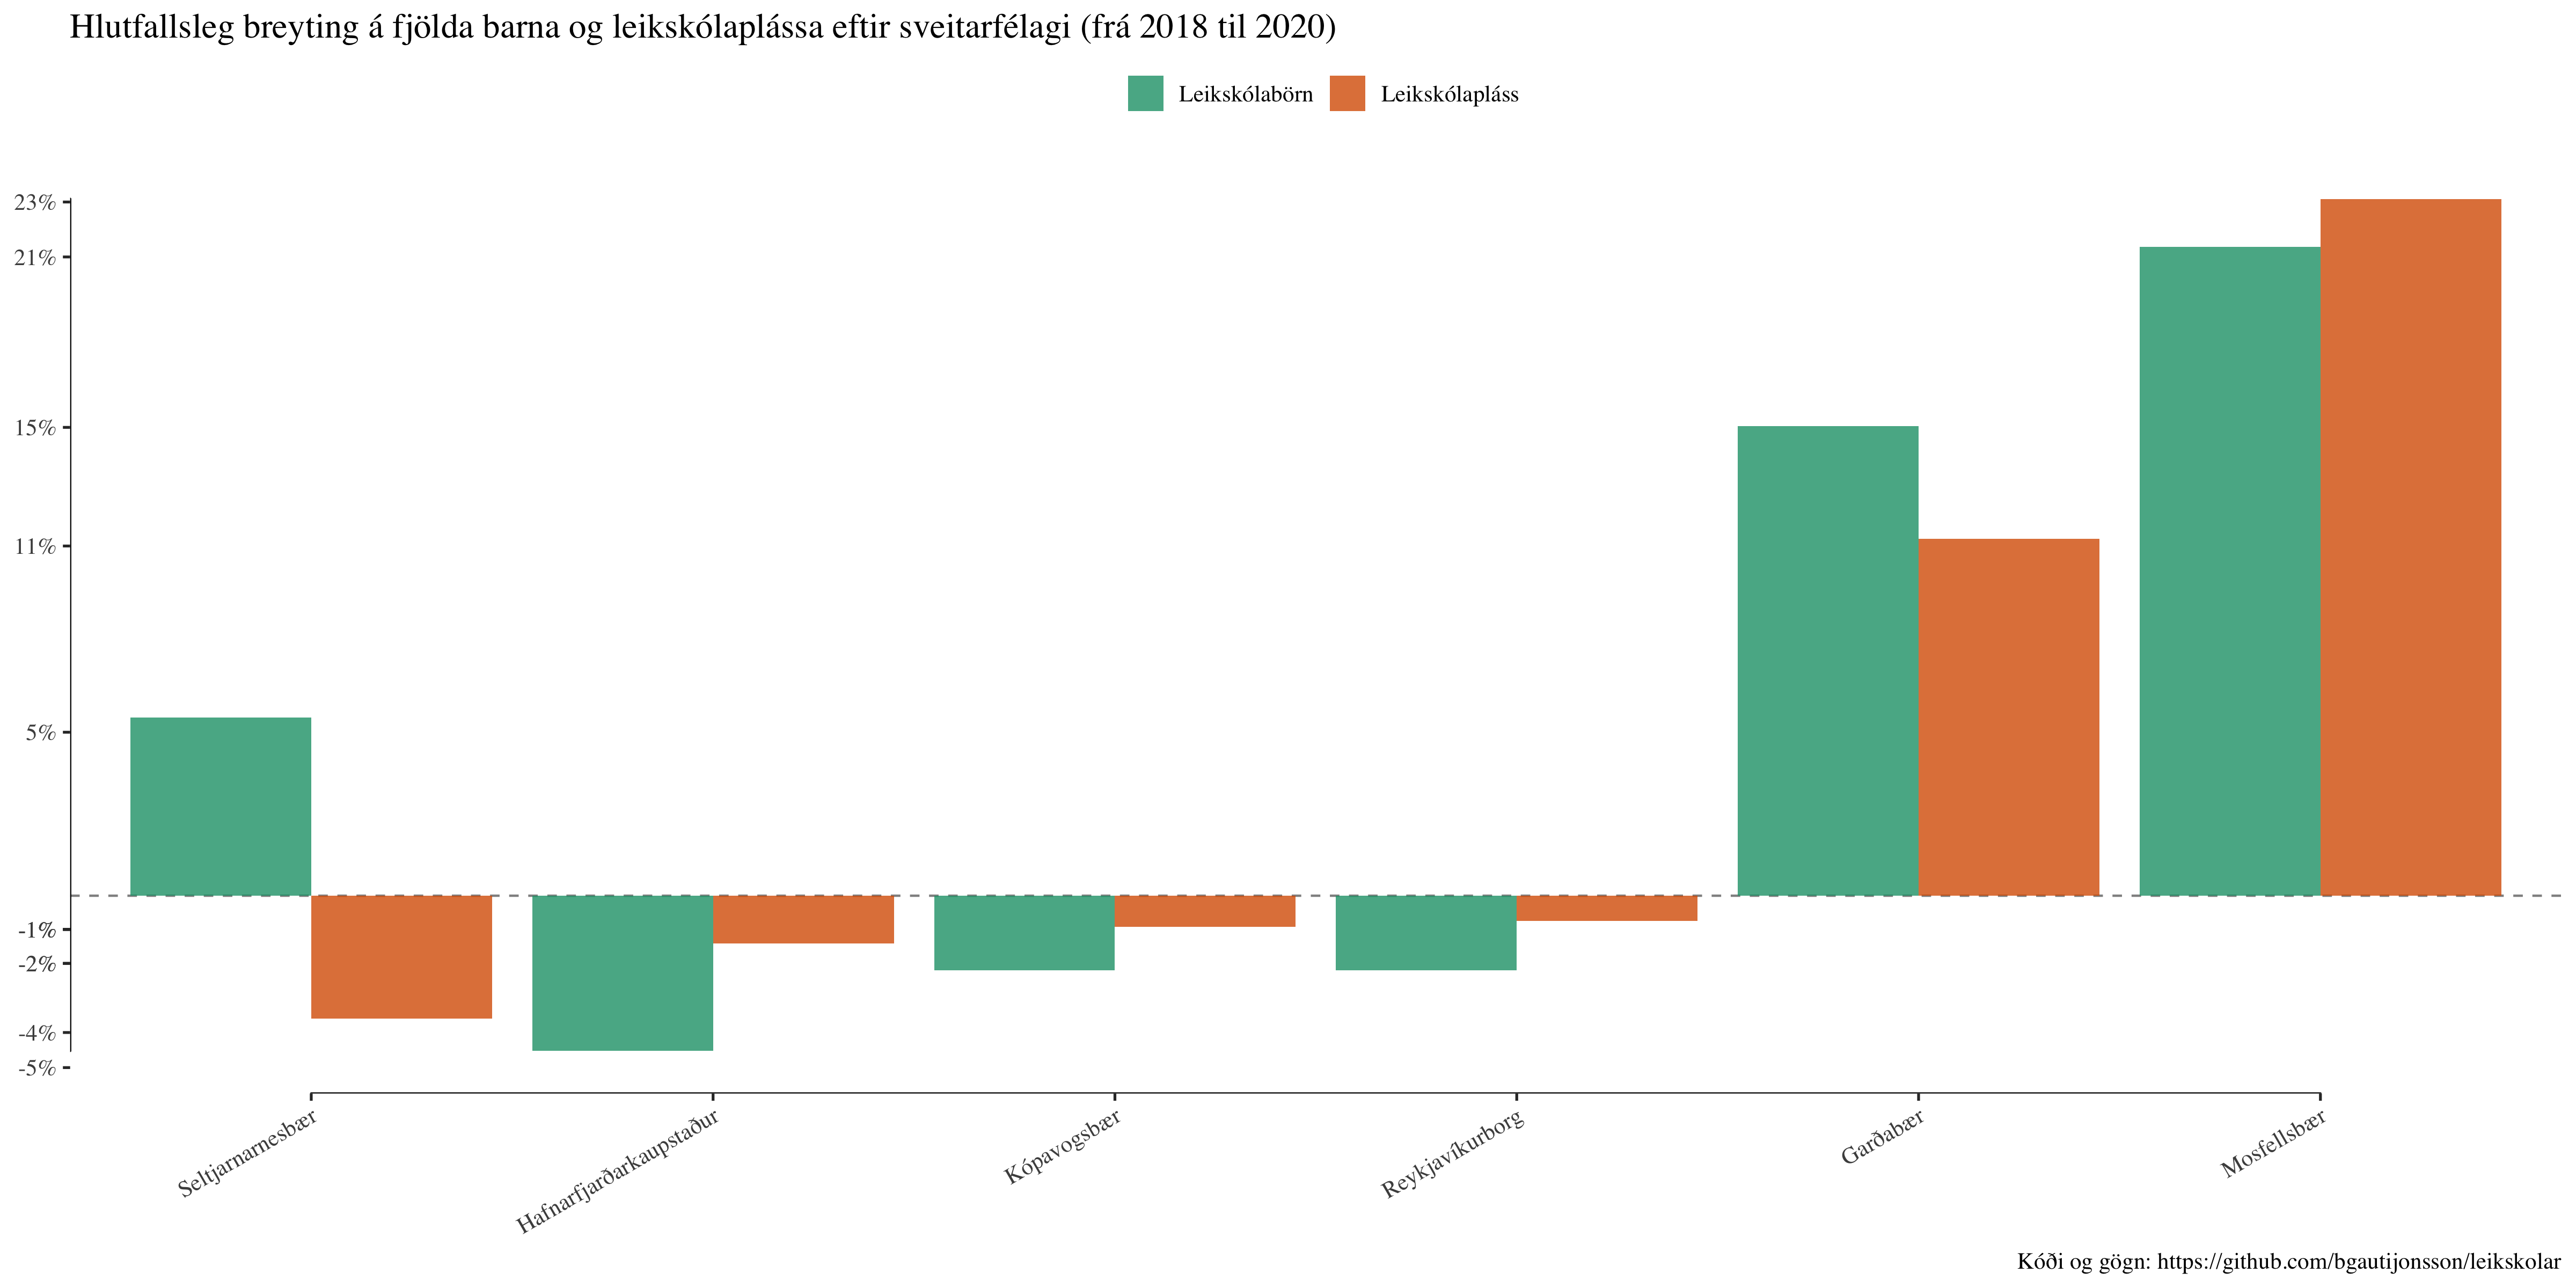 Hlutfallsleg breyting á fjölda barna og leikskólaplássa eftir sveitarfélagi (frá 2018 til 2020)
Leikskólabörn Leikskólapláss
23%
21%
15%
11%
5%
-1%
-2%
-4%
-5%
Seltjarnarnesbær
Hafnarfjarðarkaupstaður
Kópavogsbær
Reykjavíkurborg
Garðabær
Mosfellsbær
Kóði og gögn: https://github.com/bgautijonsson/leikskolar